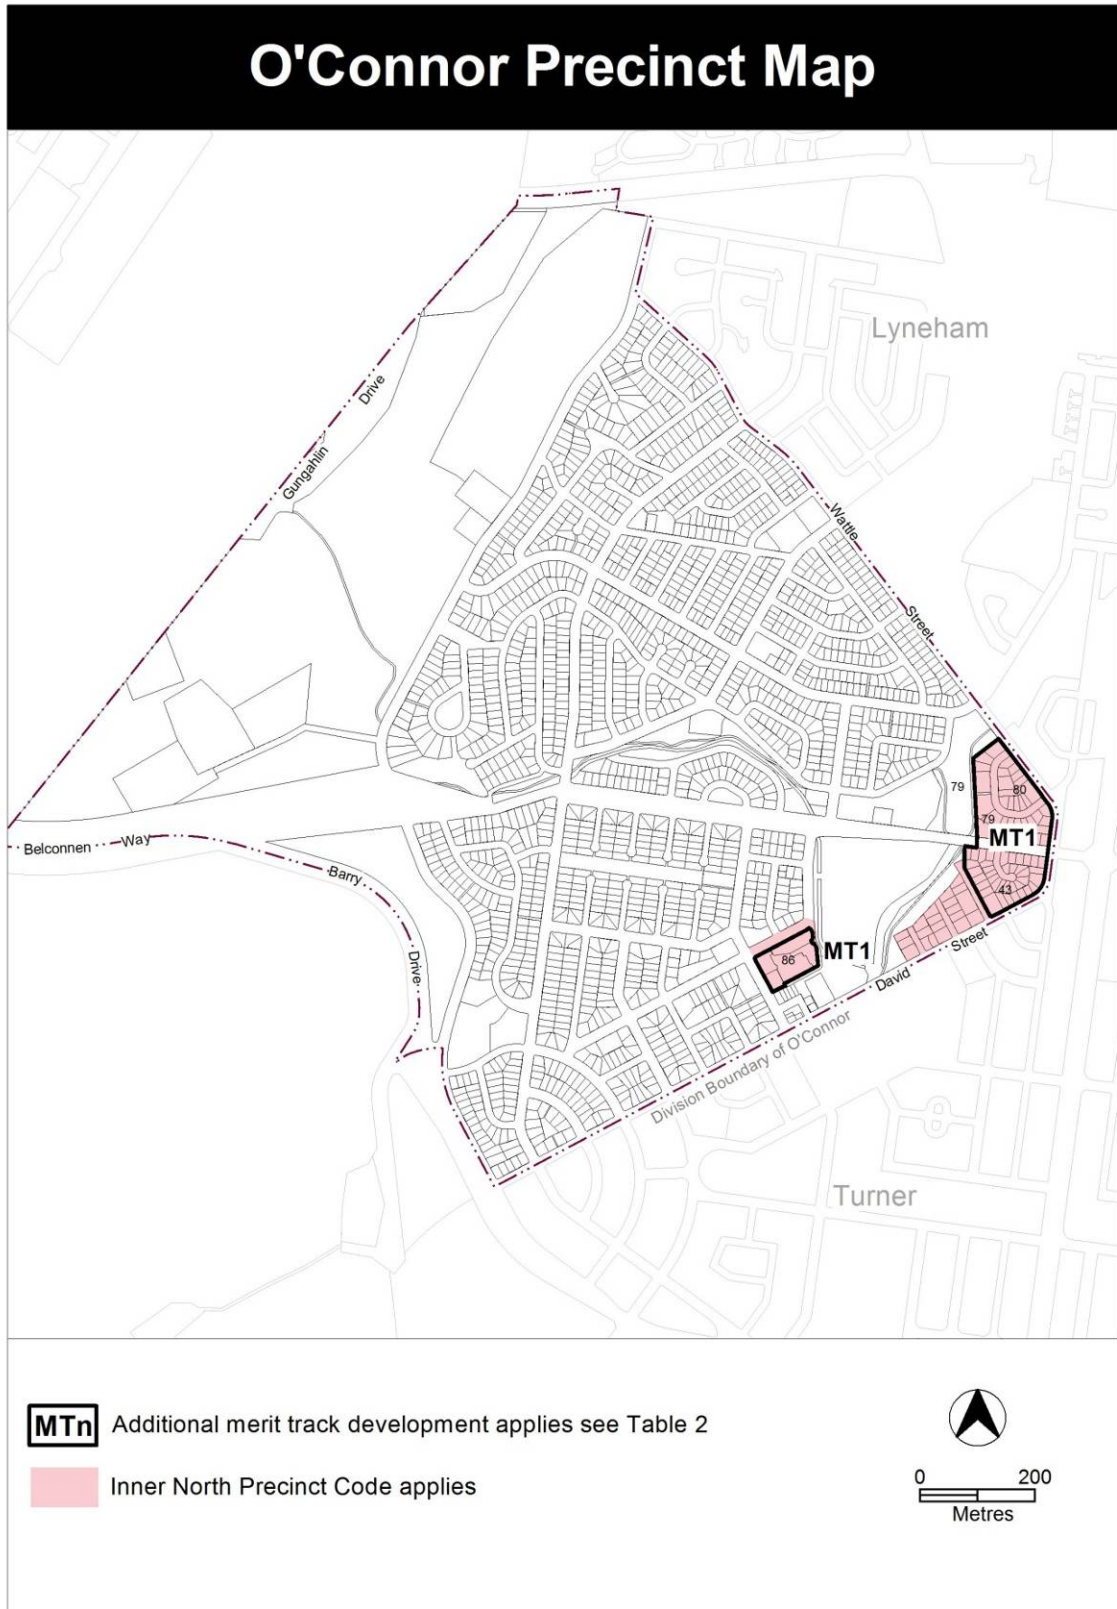 O'Connor Precinct Map
Lyneham
Drive
Gungahlin
Wattle
Street
79
80
79
MT1
Belconnen
Way
Barry
43
Drive
86
MT1
Street
David
Division Boundary of O'Connor
Turner
MTn Additional merit track development applies see Table 2
Inner North Precinct Code applies
0 200
Metres